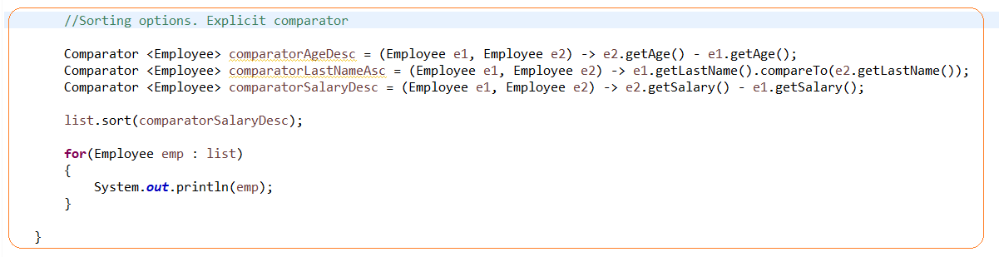 //Sorting options. Explicit comparator
Comparator <Employee> comparatorAgeDesc = (Employee e1, Employee e2) -> e2.getAge() - e1.getAge();
Comparator <Employee> comparatorLastNameAsc = (Employee e1, Employee e2) -> e1.getLastName().compareTo(e2.getLastName());
Comparator <Employee> comparatorSalaryDesc = (Employee e1, Employee e2) -> e2.getSalary() - e1.getSalary();
list.sort(comparatorSalaryDesc);
for(Employee emp : list)
{
System.out.println(emp);
}
}